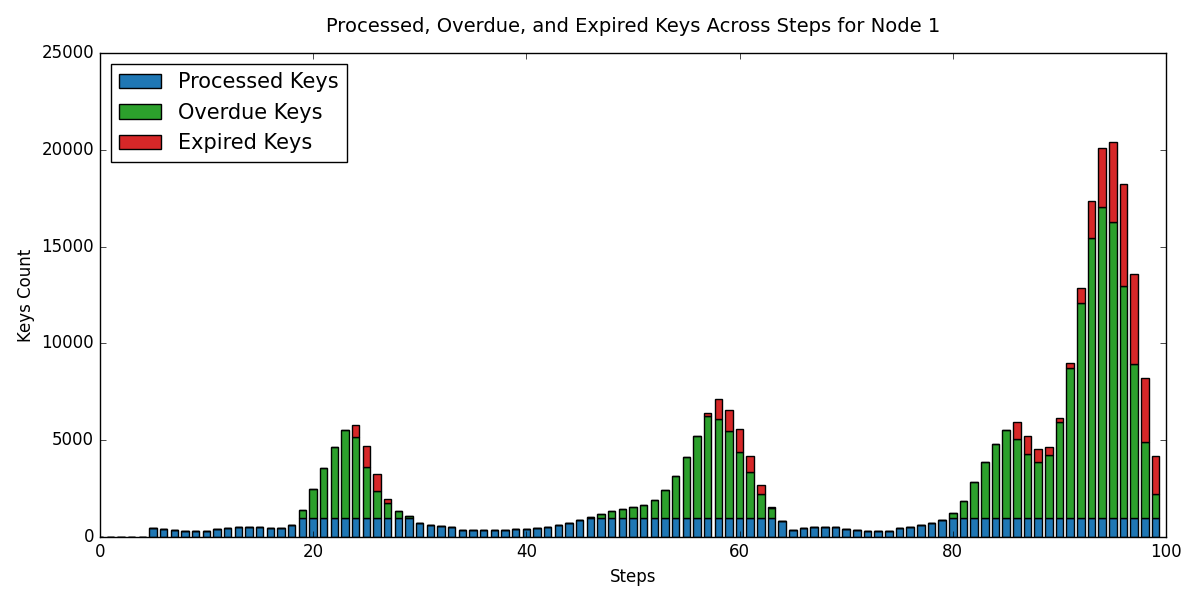 Processed, Overdue, and Expired Keys Across Steps for Node 1
25000
20000
15000
10000
5000
0
Keys Count
Processed Keys
Overdue Keys
Expired Keys
0 20 40 60 80 100
Steps